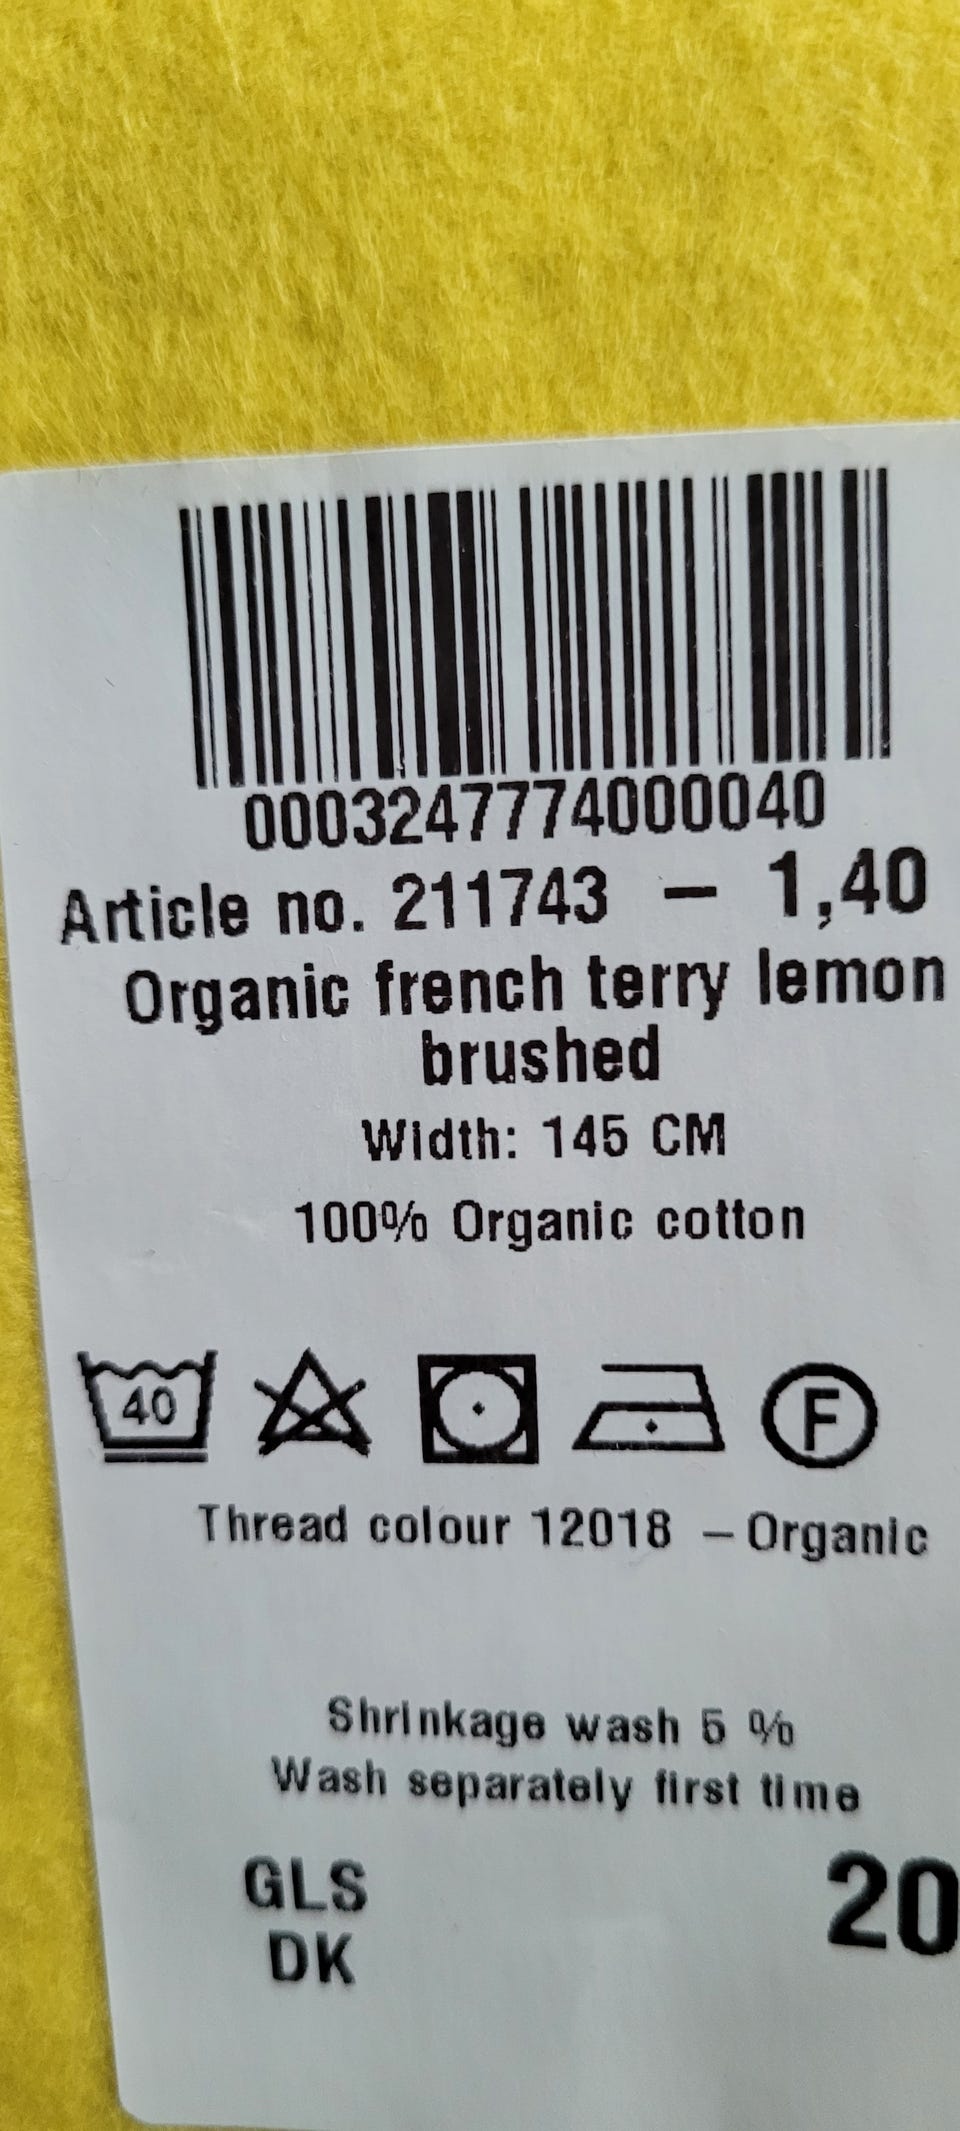 0003247774000040
Article no. 211743 – 1,40
Organic french terry lemon
brushed
Width: 145 CM
100% Organic cotton
40 F
Thread colour 12018 – Organic
Shrinkage wash 5 %
Wash separately first time
GLS 20
DK